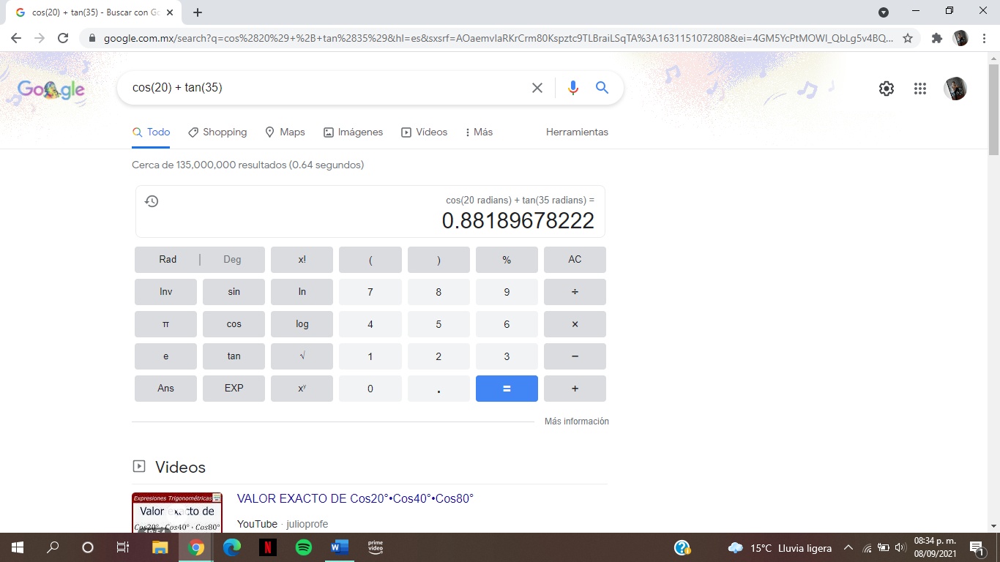 cos(20) + tan(35) - Buscar con Go
google.com.mx/search?q=cos%2820%29+%2B+tan%2835%29&hl=es&sxsrf=AOaemvIaRKrCrm80Kspztc9TLBraiLSqTA%3A1631151072808&ei=4GM5YcPtMOWI_QbLg5v4BQ...
Google
cos(20) + tan(35)
Todo Shopping Maps Imágenes Vídeos Más Herramientas
Cerca de 135,000,000 resultados (0.64 segundos)
cos(20 radians) + tan(35 radians) =
0.88189678222
Rad | Deg x! ( ) % AC
Inv sin ln 7 8 9 ÷
π cos log 4 5 6 ×
e tan √ 1 2 3 −
Ans EXP xʸ 0 . = +
Más información
Videos
Expresiones Trigonométricas
Valor exacto de
Cos20° · Cos40° · Cos80°
VALOR EXACTO DE Cos20°•Cos40°•Cos80°
YouTube · julioprofe
N
prime
video
15°C Lluvia ligera
08:34 p. m.
08/09/2021
1